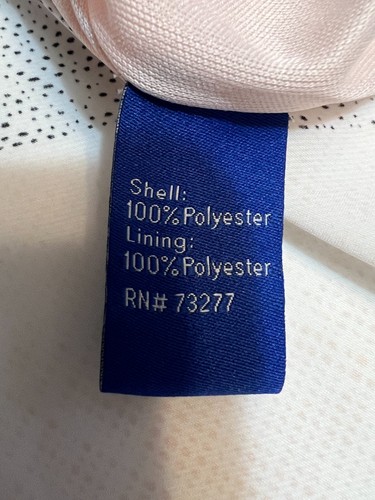 Shell:
100%Polyester
Lining:
100%Polyester
RN# 73277